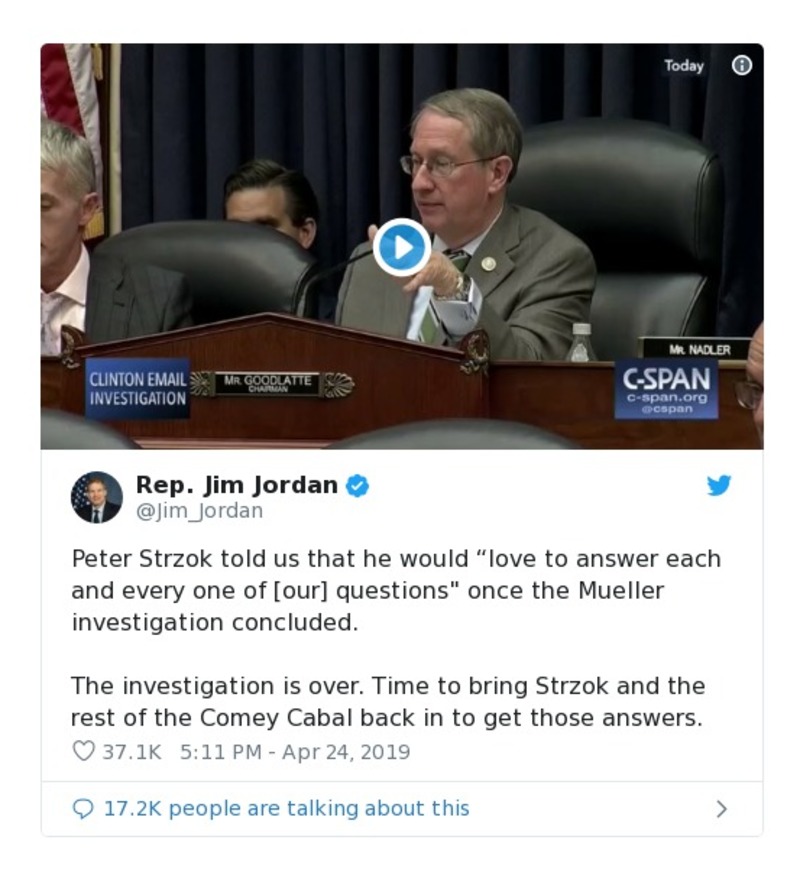 Today
CLINTON EMAIL
INVESTIGATION
MR. GOODLATTE
CHAIRMAN
MR. NADLER
C-SPAN
c-span.org
@cspan
Rep. Jim Jordan
@Jim_Jordan
Peter Strzok told us that he would “love to answer each
and every one of [our] questions" once the Mueller
investigation concluded.
The investigation is over. Time to bring Strzok and the
rest of the Comey Cabal back in to get those answers.
37.1K 5:11 PM - Apr 24, 2019
17.2K people are talking about this